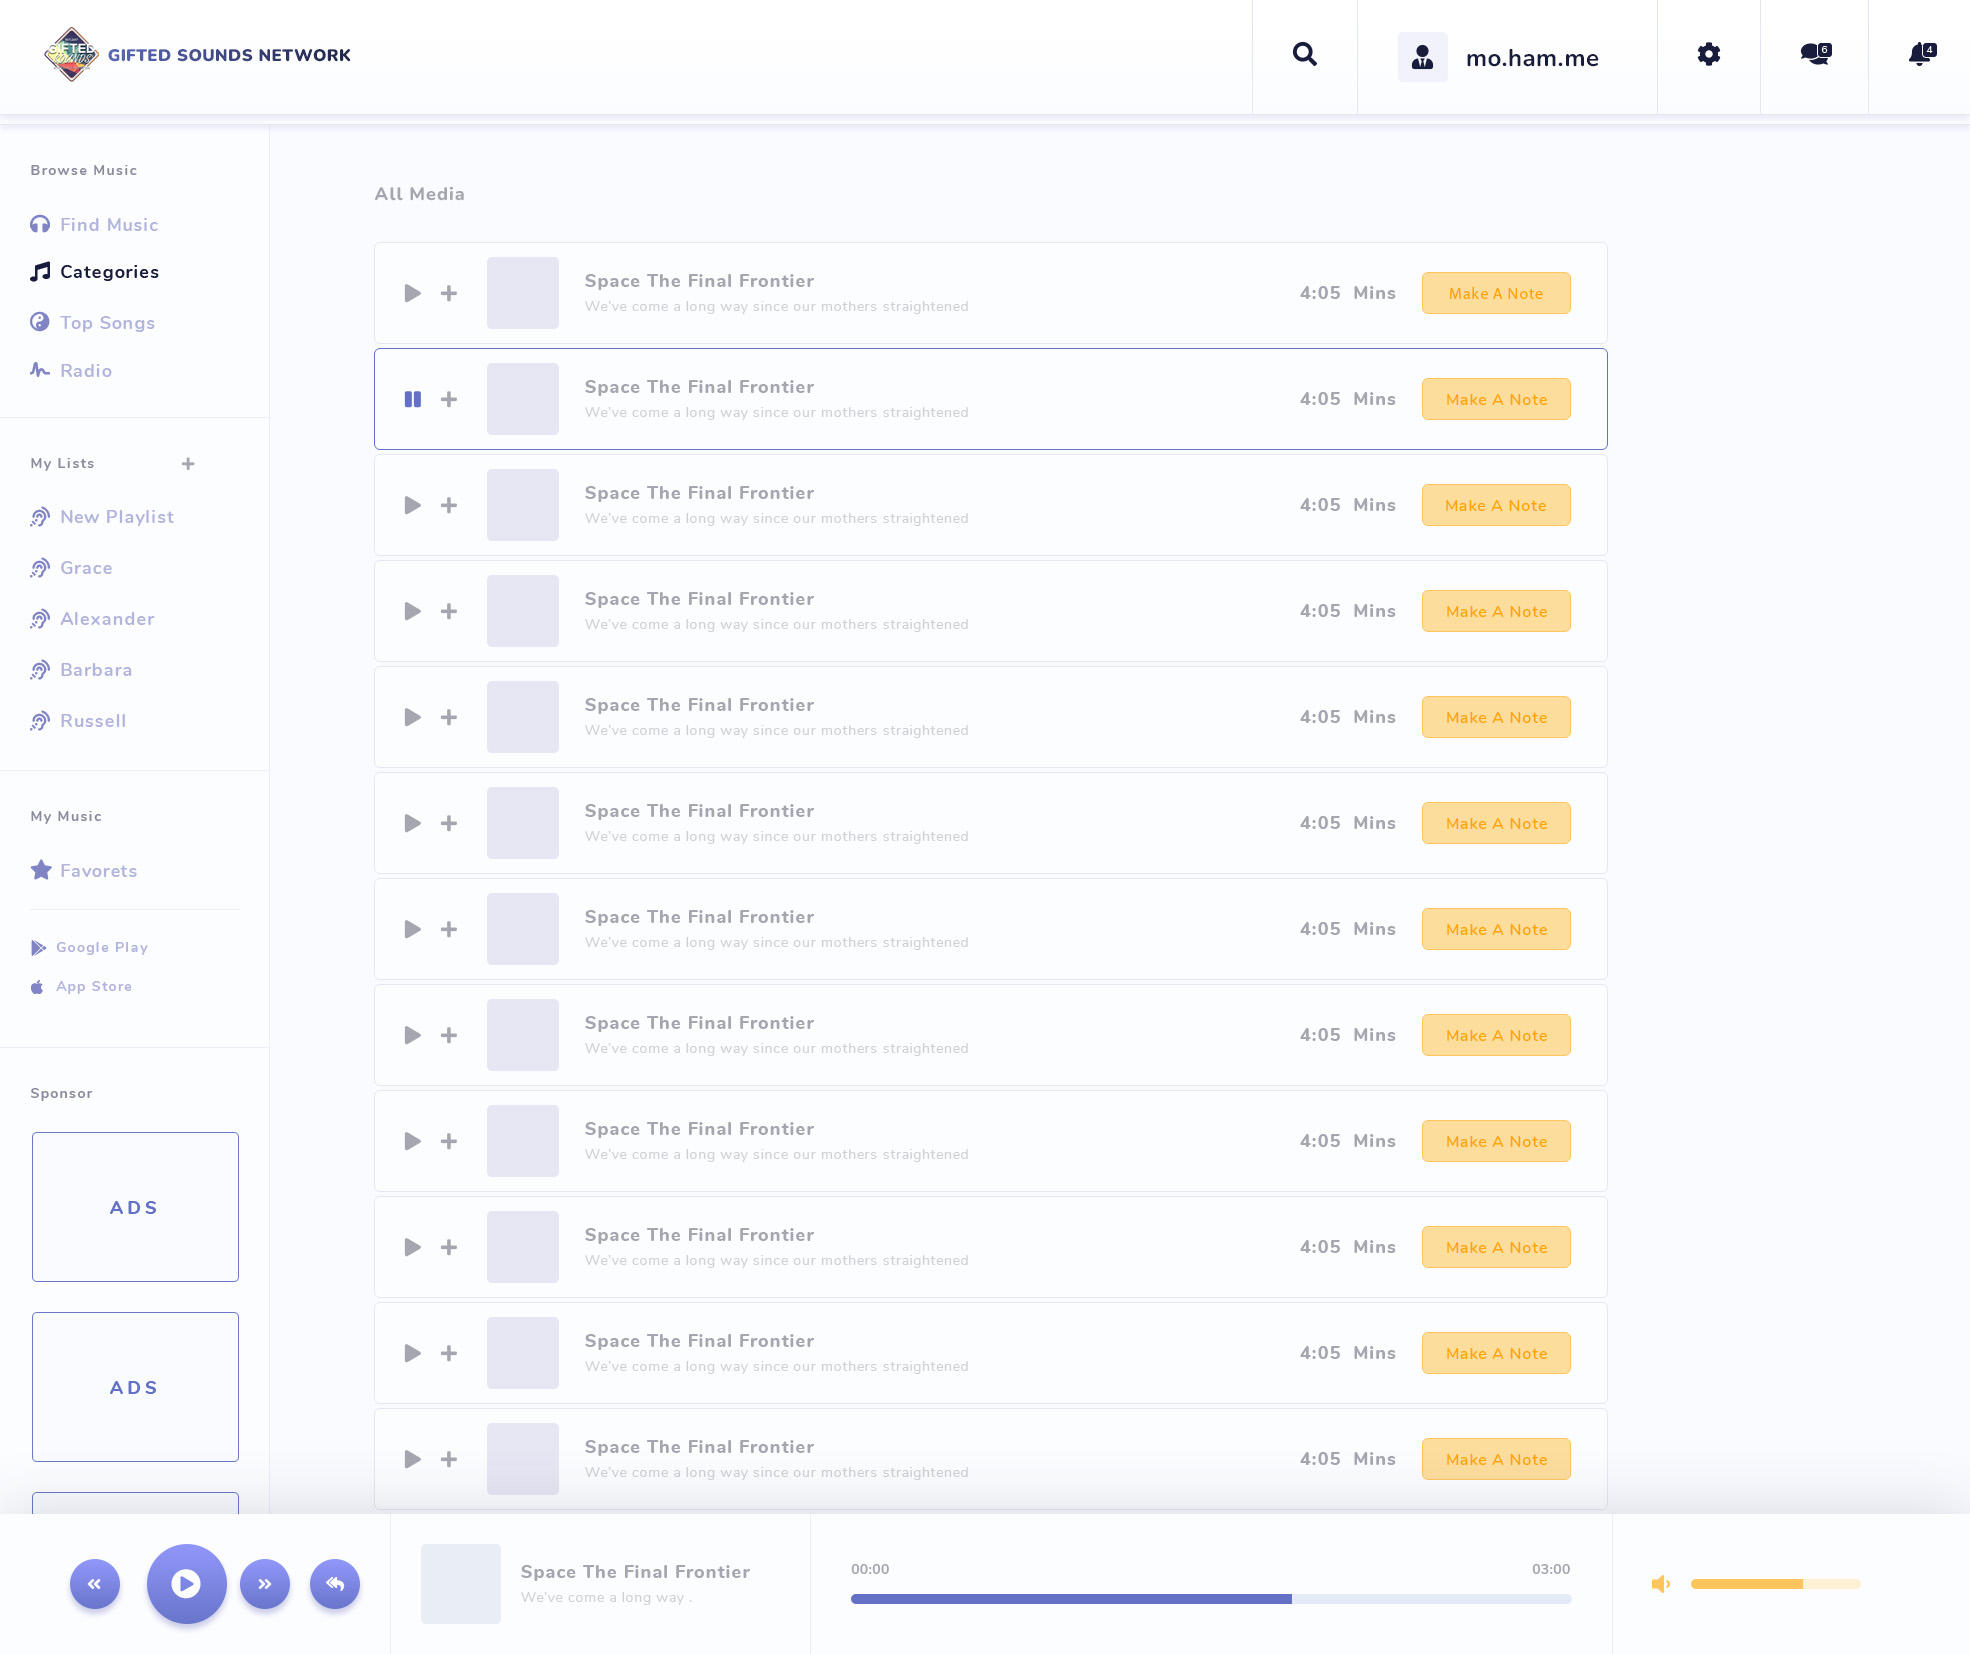 GIFTED
SOUNDS
GIFTED SOUNDS NETWORK
mo.ham.me
6
4
Browse Music
Find Music
Categories
Top Songs
Radio
My Lists
New Playlist
Grace
Alexander
Barbara
Russell
My Music
Favorets
Google Play
App Store
Sponsor
ADS
ADS
All Media
Space The Final Frontier
We've come a long way since our mothers straightened
4:05 Mins
Make A Note
Space The Final Frontier
We've come a long way since our mothers straightened
4:05 Mins
Make A Note
Space The Final Frontier
We've come a long way since our mothers straightened
4:05 Mins
Make A Note
Space The Final Frontier
We've come a long way since our mothers straightened
4:05 Mins
Make A Note
Space The Final Frontier
We've come a long way since our mothers straightened
4:05 Mins
Make A Note
Space The Final Frontier
We've come a long way since our mothers straightened
4:05 Mins
Make A Note
Space The Final Frontier
We've come a long way since our mothers straightened
4:05 Mins
Make A Note
Space The Final Frontier
We've come a long way since our mothers straightened
4:05 Mins
Make A Note
Space The Final Frontier
We've come a long way since our mothers straightened
4:05 Mins
Make A Note
Space The Final Frontier
We've come a long way since our mothers straightened
4:05 Mins
Make A Note
Space The Final Frontier
We've come a long way since our mothers straightened
4:05 Mins
Make A Note
Space The Final Frontier
We've come a long way since our mothers straightened
4:05 Mins
Make A Note
Space The Final Frontier
We've come a long way .
00:00
03:00